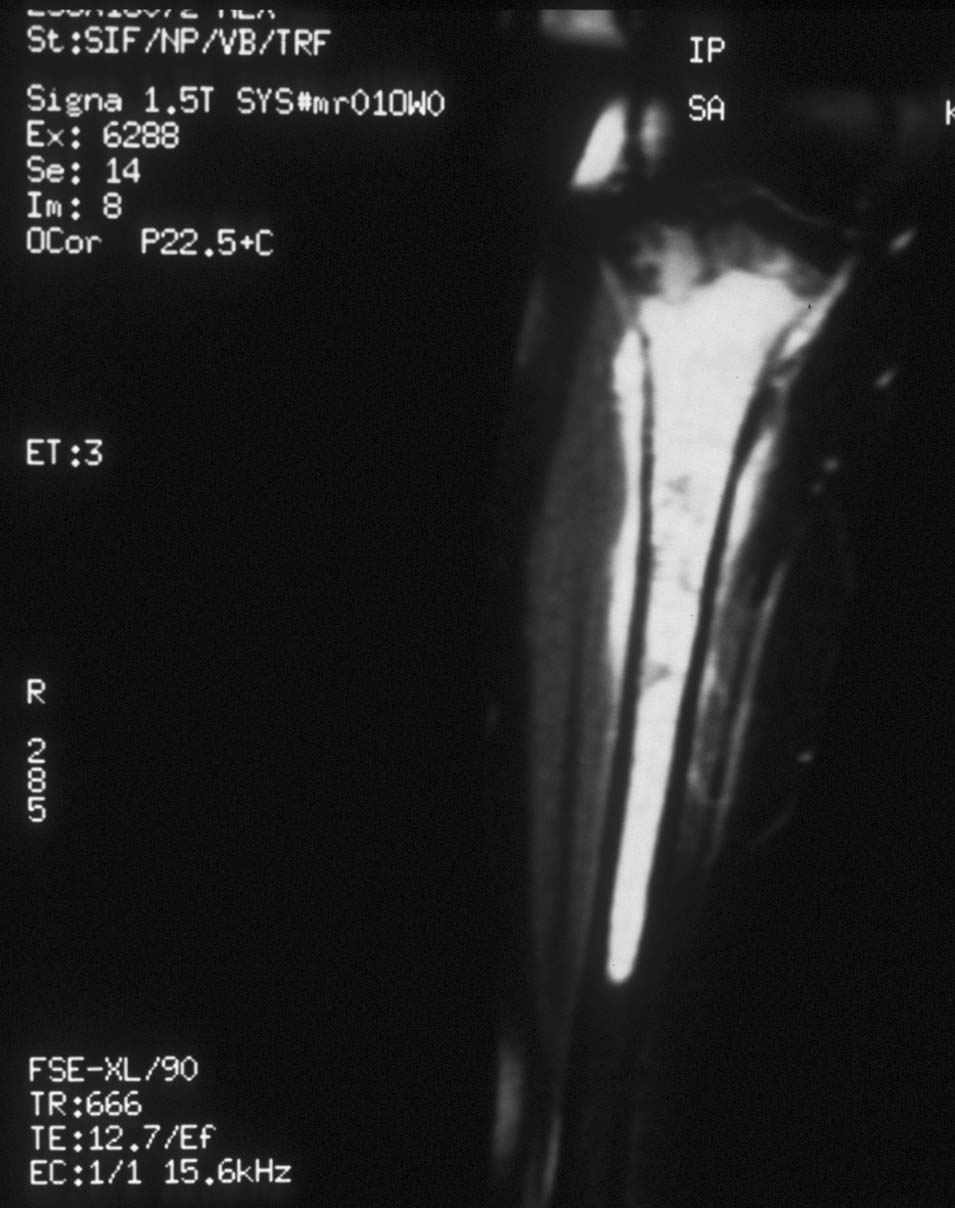 St:SIF/NP/VB/TRF
IP
Signa 1.5T SYS#mr01OW0
SA
Ex: 6288
Se: 14
Im: 8
OCor P22.5+C
ET:3
R
2
8
5
FSE-XL/90
TR:666
TE:12.7/Ef
EC:1/1 15.6kHz